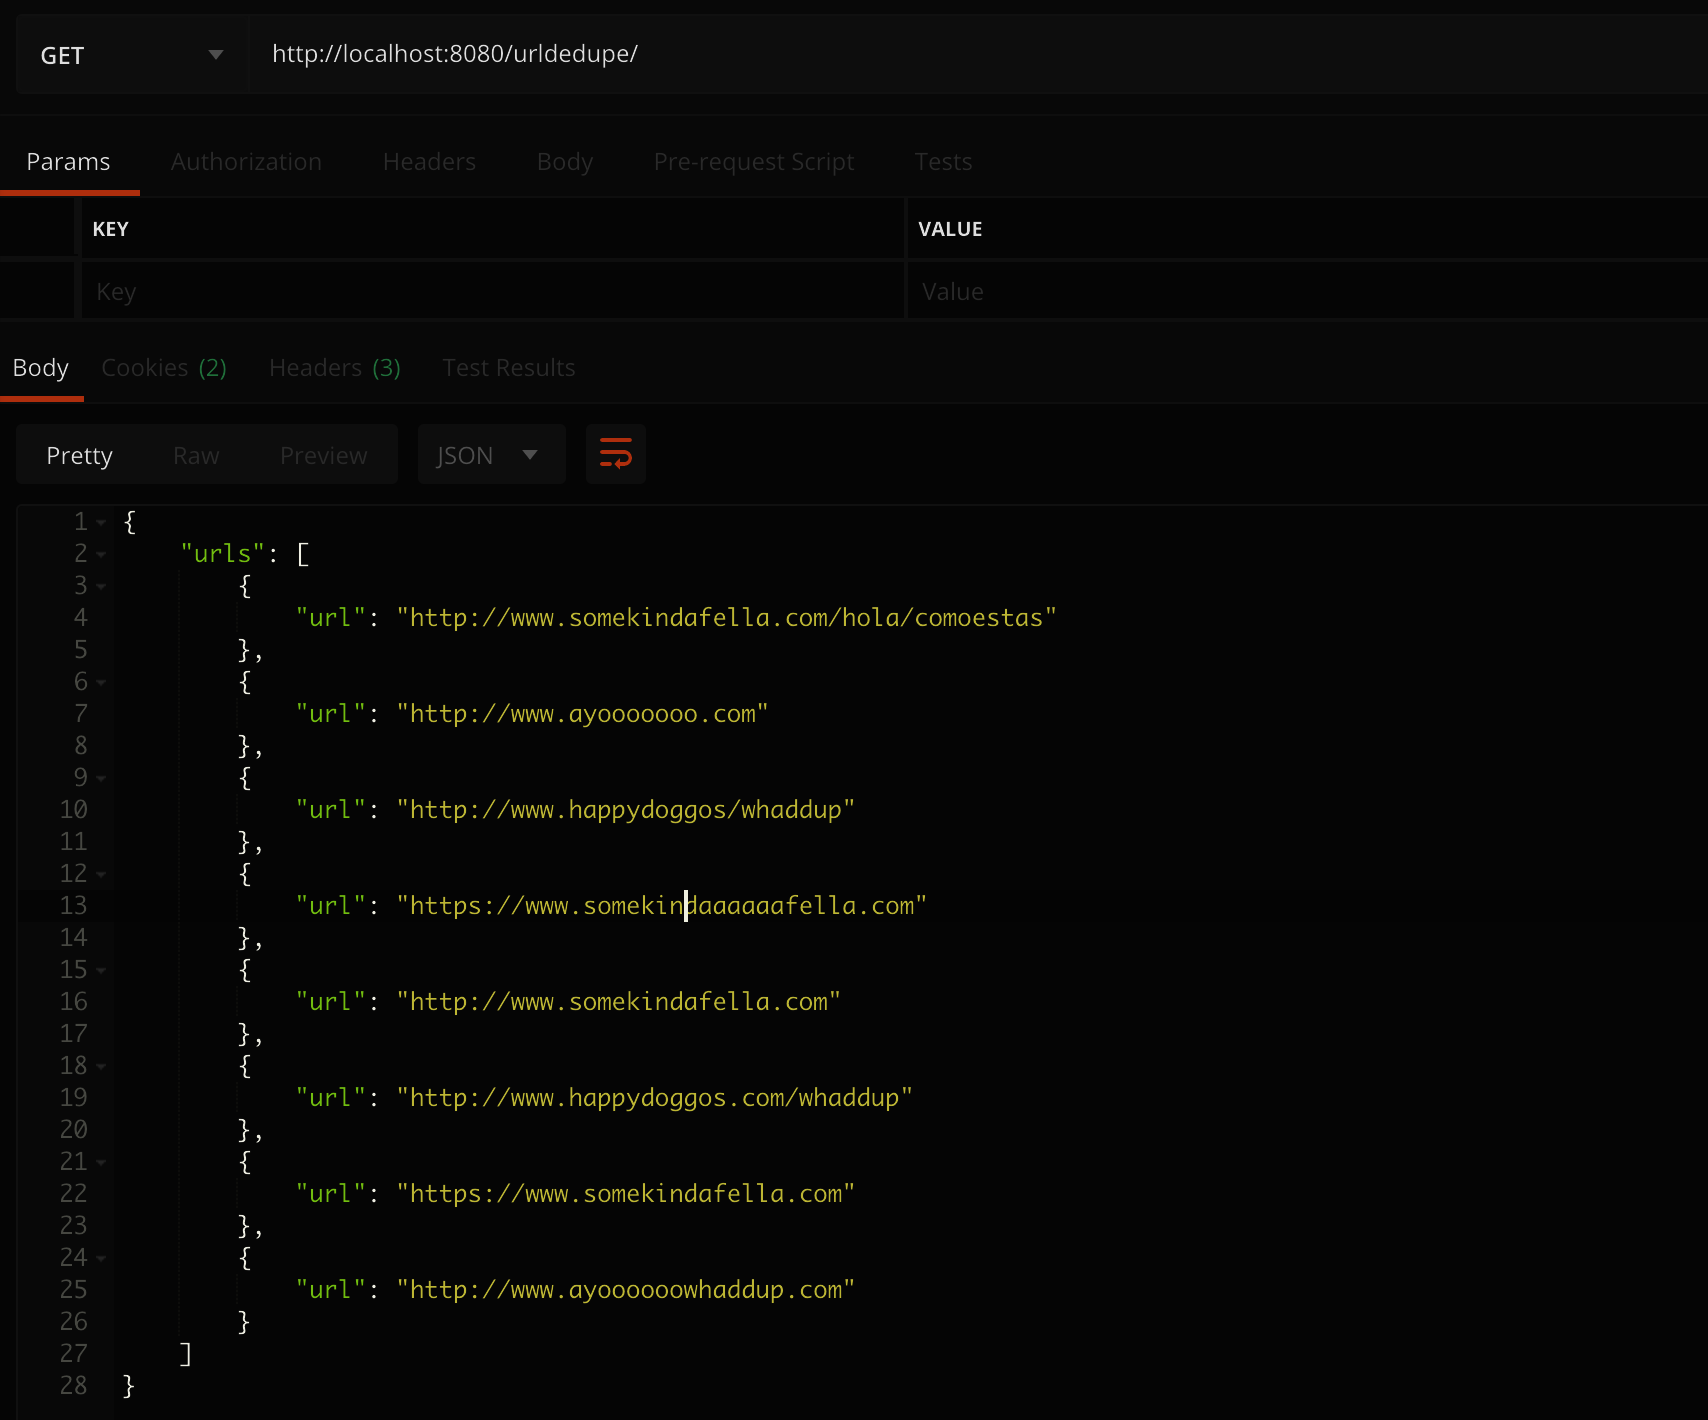 GET http://localhost:8080/urldedupe/
Params Authorization Headers Body Pre-request Script Tests
KEY VALUE
Key Value
Body Cookies (2) Headers (3) Test Results
Pretty Raw Preview JSON
1 {
2 "urls": [
3 {
4 "url": "http://www.somekindafella.com/hola/comoestas"
5 },
6 {
7 "url": "http://www.ayooooooo.com"
8 },
9 {
10 "url": "http://www.happydoggos/whaddup"
11 },
12 {
13 "url": "https://www.somekindaaaaaafella.com"
14 },
15 {
16 "url": "http://www.somekindafella.com"
17 },
18 {
19 "url": "http://www.happydoggos.com/whaddup"
20 },
21 {
22 "url": "https://www.somekindafella.com"
23 },
24 {
25 "url": "http://www.ayoooooowhaddup.com"
26 }
27 ]
28 }